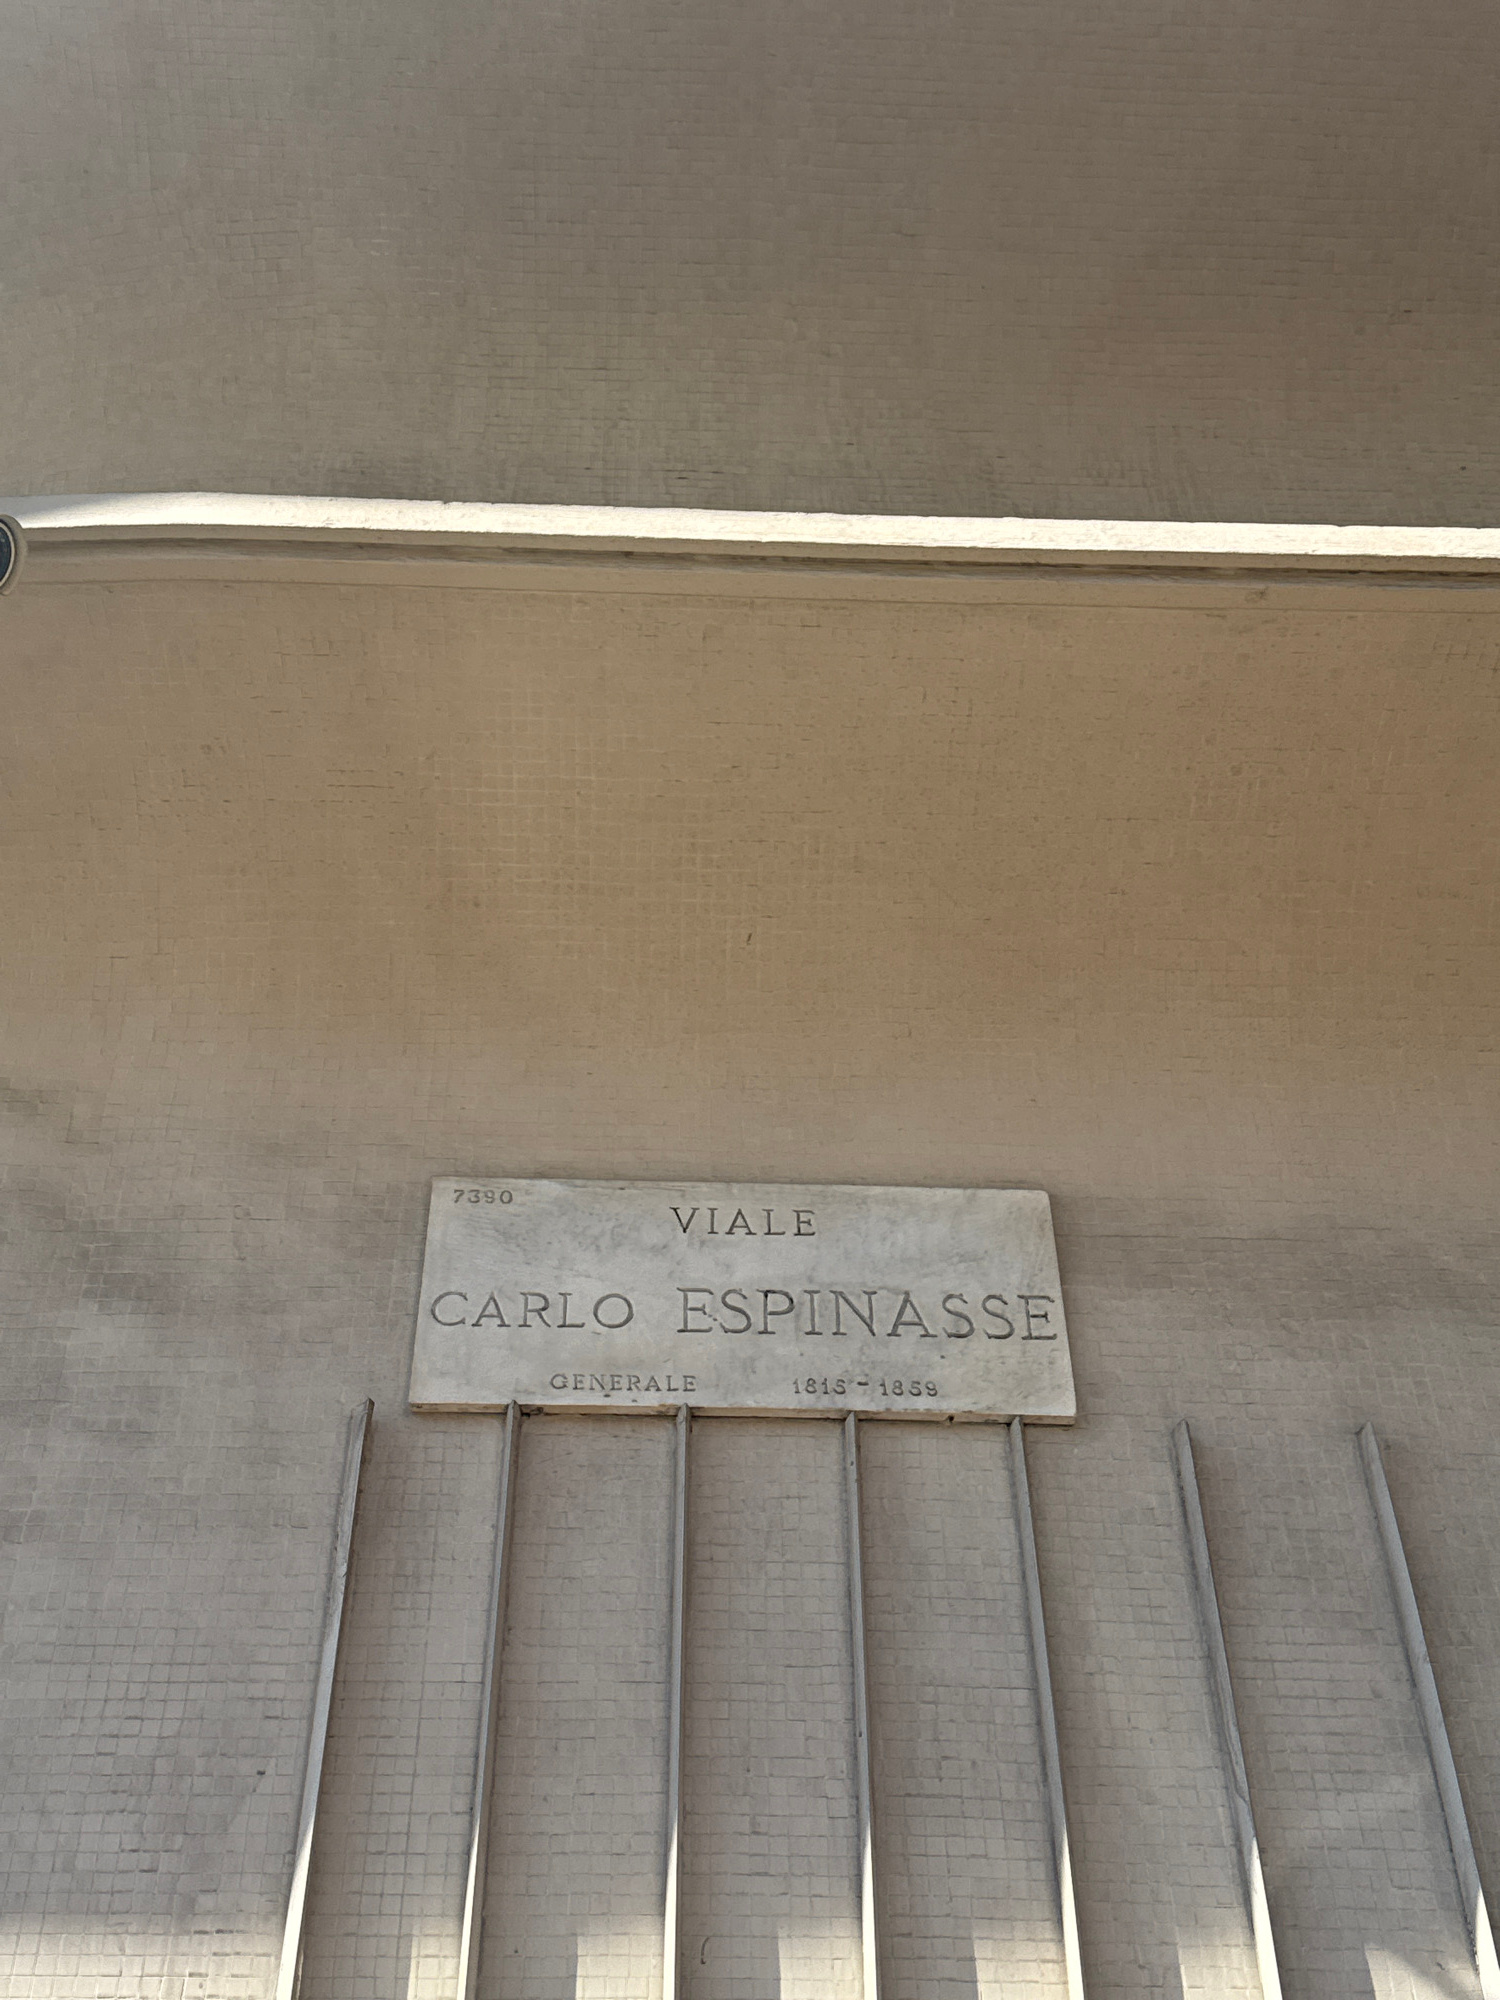 7390
VIALE
CARLO ESPINASSE
GENERALE 1815-1859